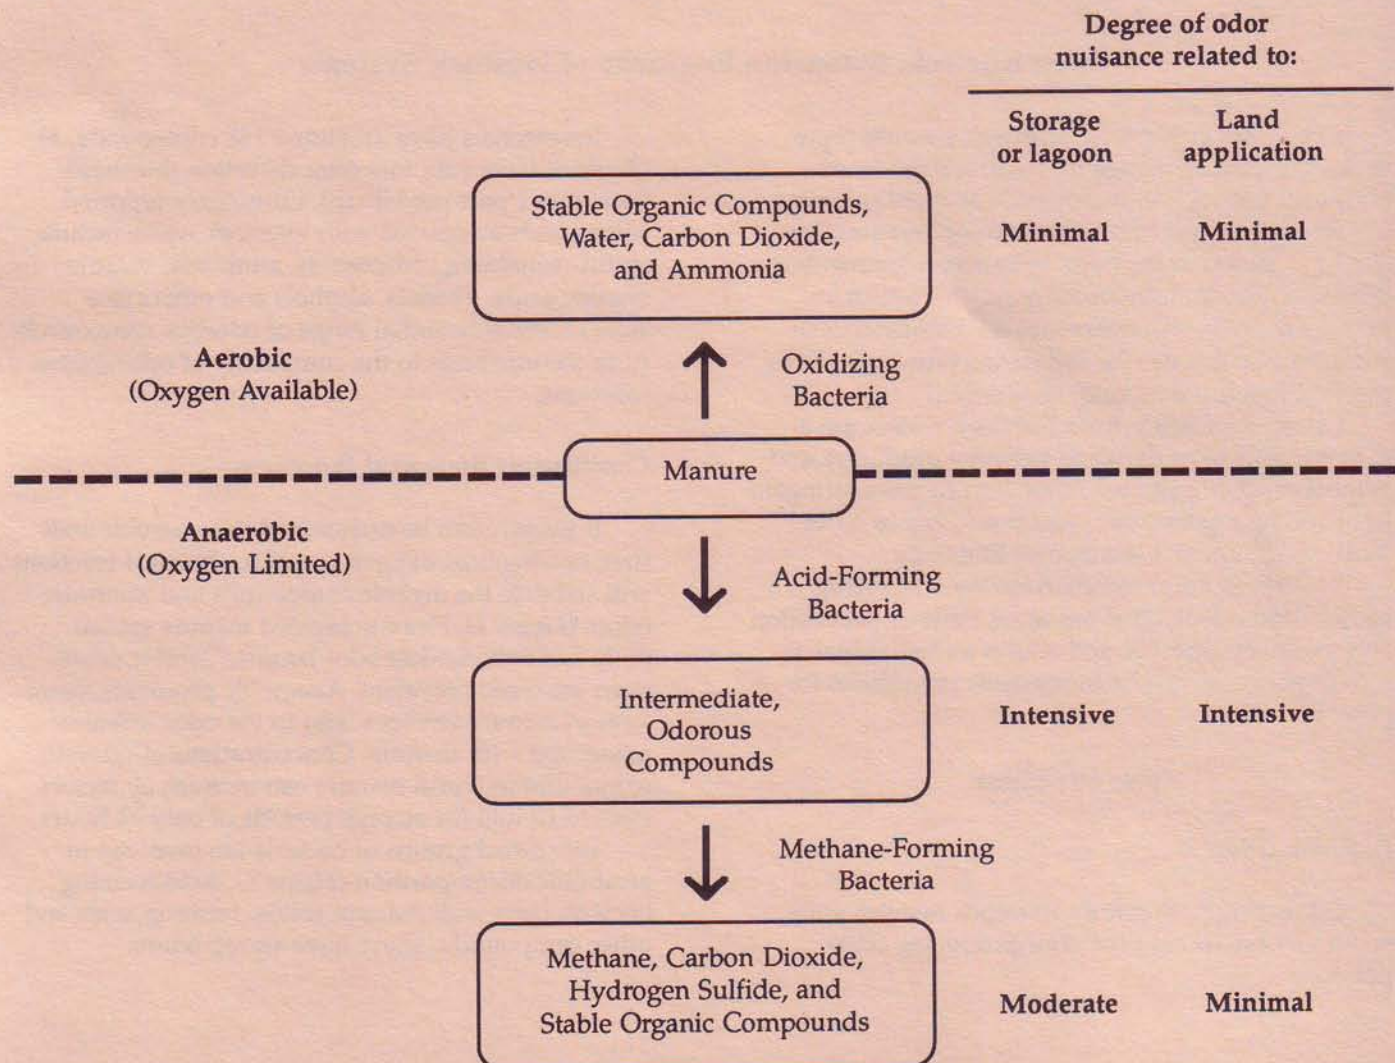 Degree of odor
nuisance related to:
Storage
or lagoon
Land
application
Stable Organic Compounds,
Water, Carbon Dioxide,
and Ammonia
Minimal
Minimal
Aerobic
(Oxygen Available)
Oxidizing
Bacteria
Manure
Anaerobic
(Oxygen Limited)
Acid-Forming
Bacteria
Intermediate,
Odorous
Compounds
Intensive
Intensive
Methane-Forming
Bacteria
Methane, Carbon Dioxide,
Hydrogen Sulfide, and
Stable Organic Compounds
Moderate
Minimal